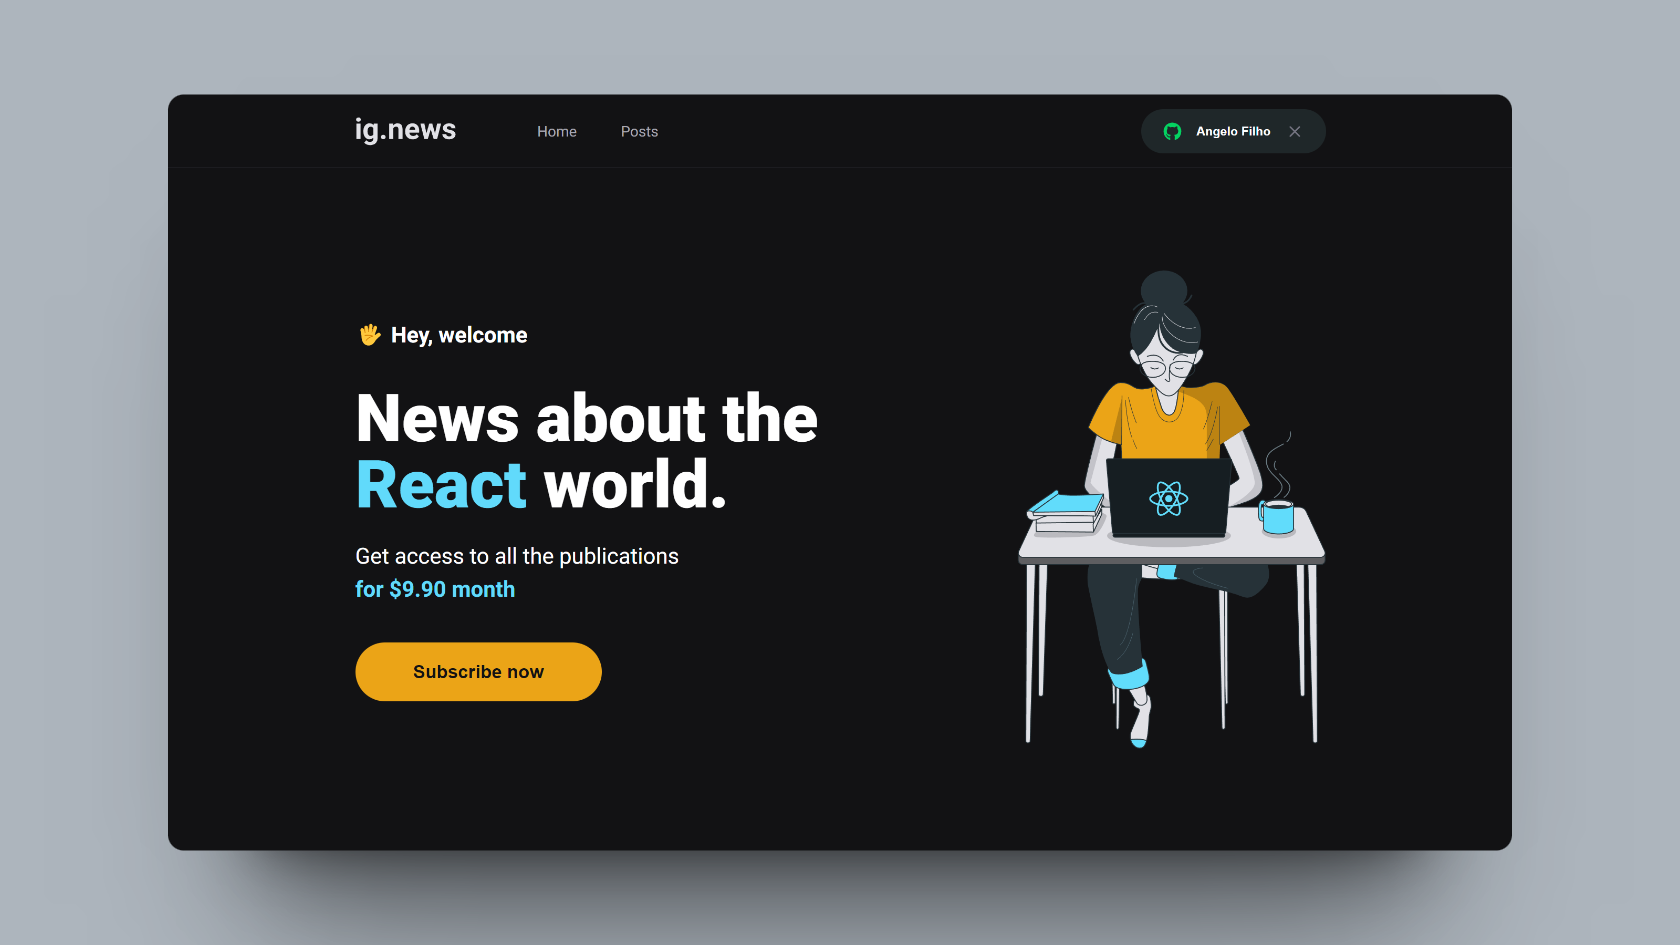 ig.news
Home
Posts
Angelo Filho
👋 Hey, welcome
News about the
React world.
Get access to all the publications
for $9.90 month
Subscribe now